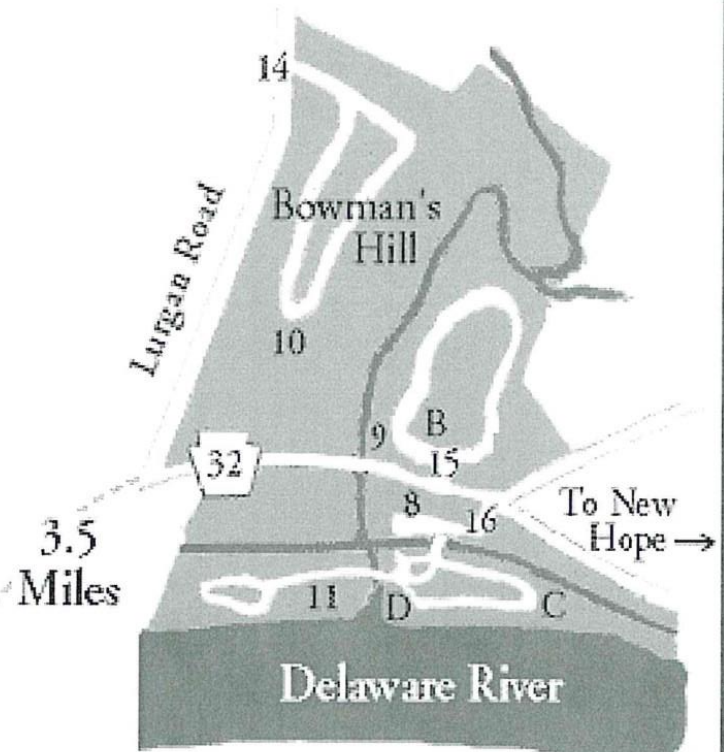 14
Lurgan Road
Bowman's
Hill
10
9
B
15
32
8
16
To New
Hope →
3.5
Miles
11
D
C
Delaware River